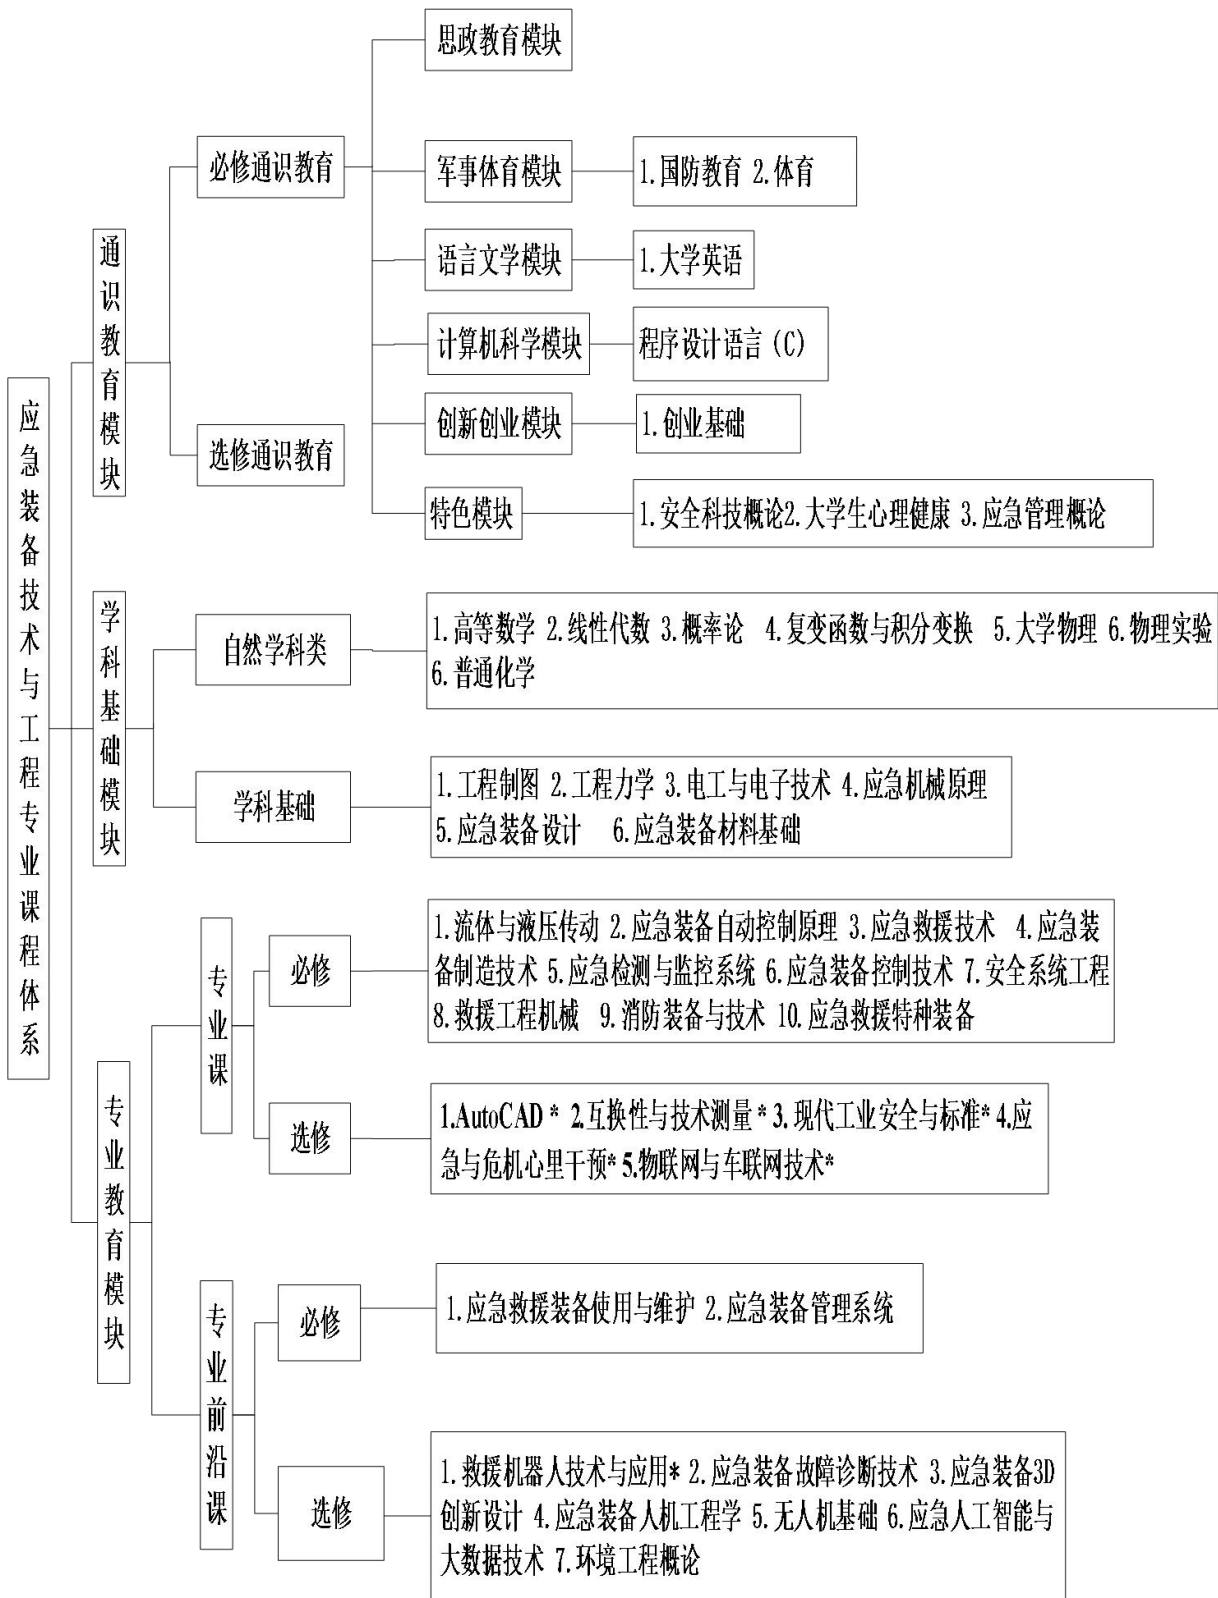 应急装备技术与工程专业课程体系
通识教育模块
必修通识教育
思政教育模块
军事体育模块
1.国防教育 2.体育
语言文学模块
1.大学英语
计算机科学模块
程序设计语言（C）
创新创业模块
1.创业基础
特色模块
1.安全科技概论2.大学生心理健康 3.应急管理概论
选修通识教育
学科基础模块
自然学科类
1.高等数学 2.线性代数 3.概率论 4.复变函数与积分变换 5.大学物理 6.物理实验
6.普通化学
学科基础
1.工程制图 2.工程力学 3.电工与电子技术 4.应急机械原理
5.应急装备设计 6.应急装备材料基础
专业教育模块
专业课
必修
1.流体与液压传动 2.应急装备自动控制原理 3.应急救援技术 4.应急装
备制造技术 5.应急检测与监控系统 6.应急装备控制技术 7.安全系统工程
8.救援工程机械 9.消防装备与技术 10.应急救援特种装备
选修
1.AutoCAD * 2.互换性与技术测量 * 3.现代工业安全与标准* 4.应
急与危机心里干预* 5.物联网与车联网技术*
专业前沿课
必修
1.应急救援装备使用与维护 2.应急装备管理系统
选修
1.救援机器人技术与应用* 2.应急装备故障诊断技术 3.应急装备3D
创新设计 4.应急装备人机工程学 5.无人机基础 6.应急人工智能与
大数据技术 7.环境工程概论